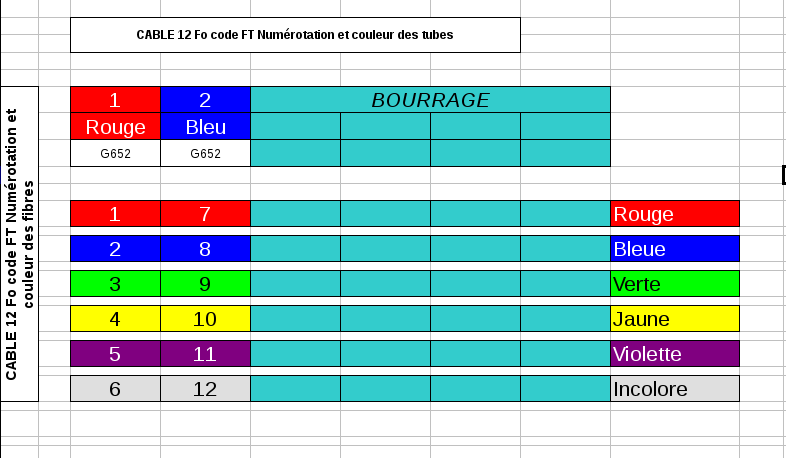 CABLE 12 Fo code FT Numérotation et couleur des tubes
CABLE 12 Fo code FT Numérotation et
couleur des fibres
1 2 BOURRAGE
Rouge Bleu
G652 G652
1 7 Rouge
2 8 Bleue
3 9 Verte
4 10 Jaune
5 11 Violette
6 12 Incolore